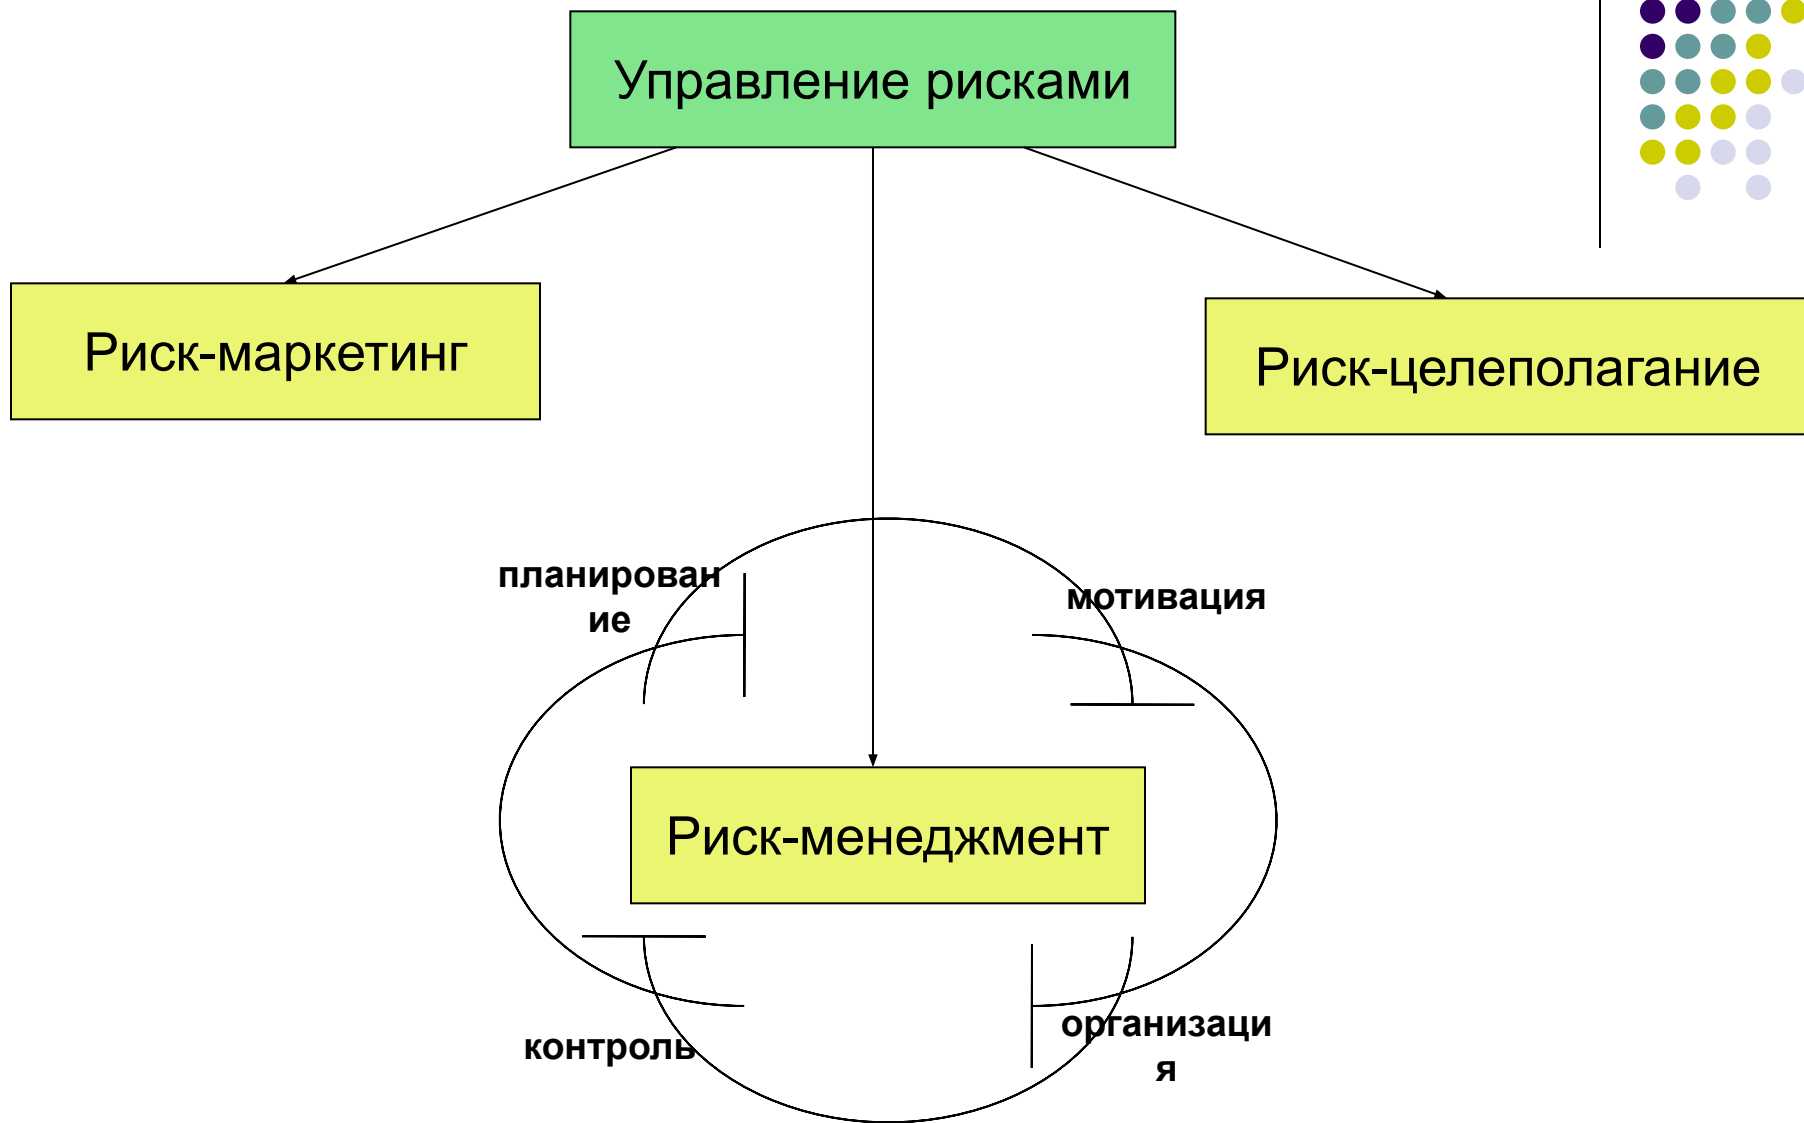 Управление рисками
Риск-маркетинг
Риск-целеполагание
планирован
ие
мотивация
Риск-менеджмент
контроль
организаци
я